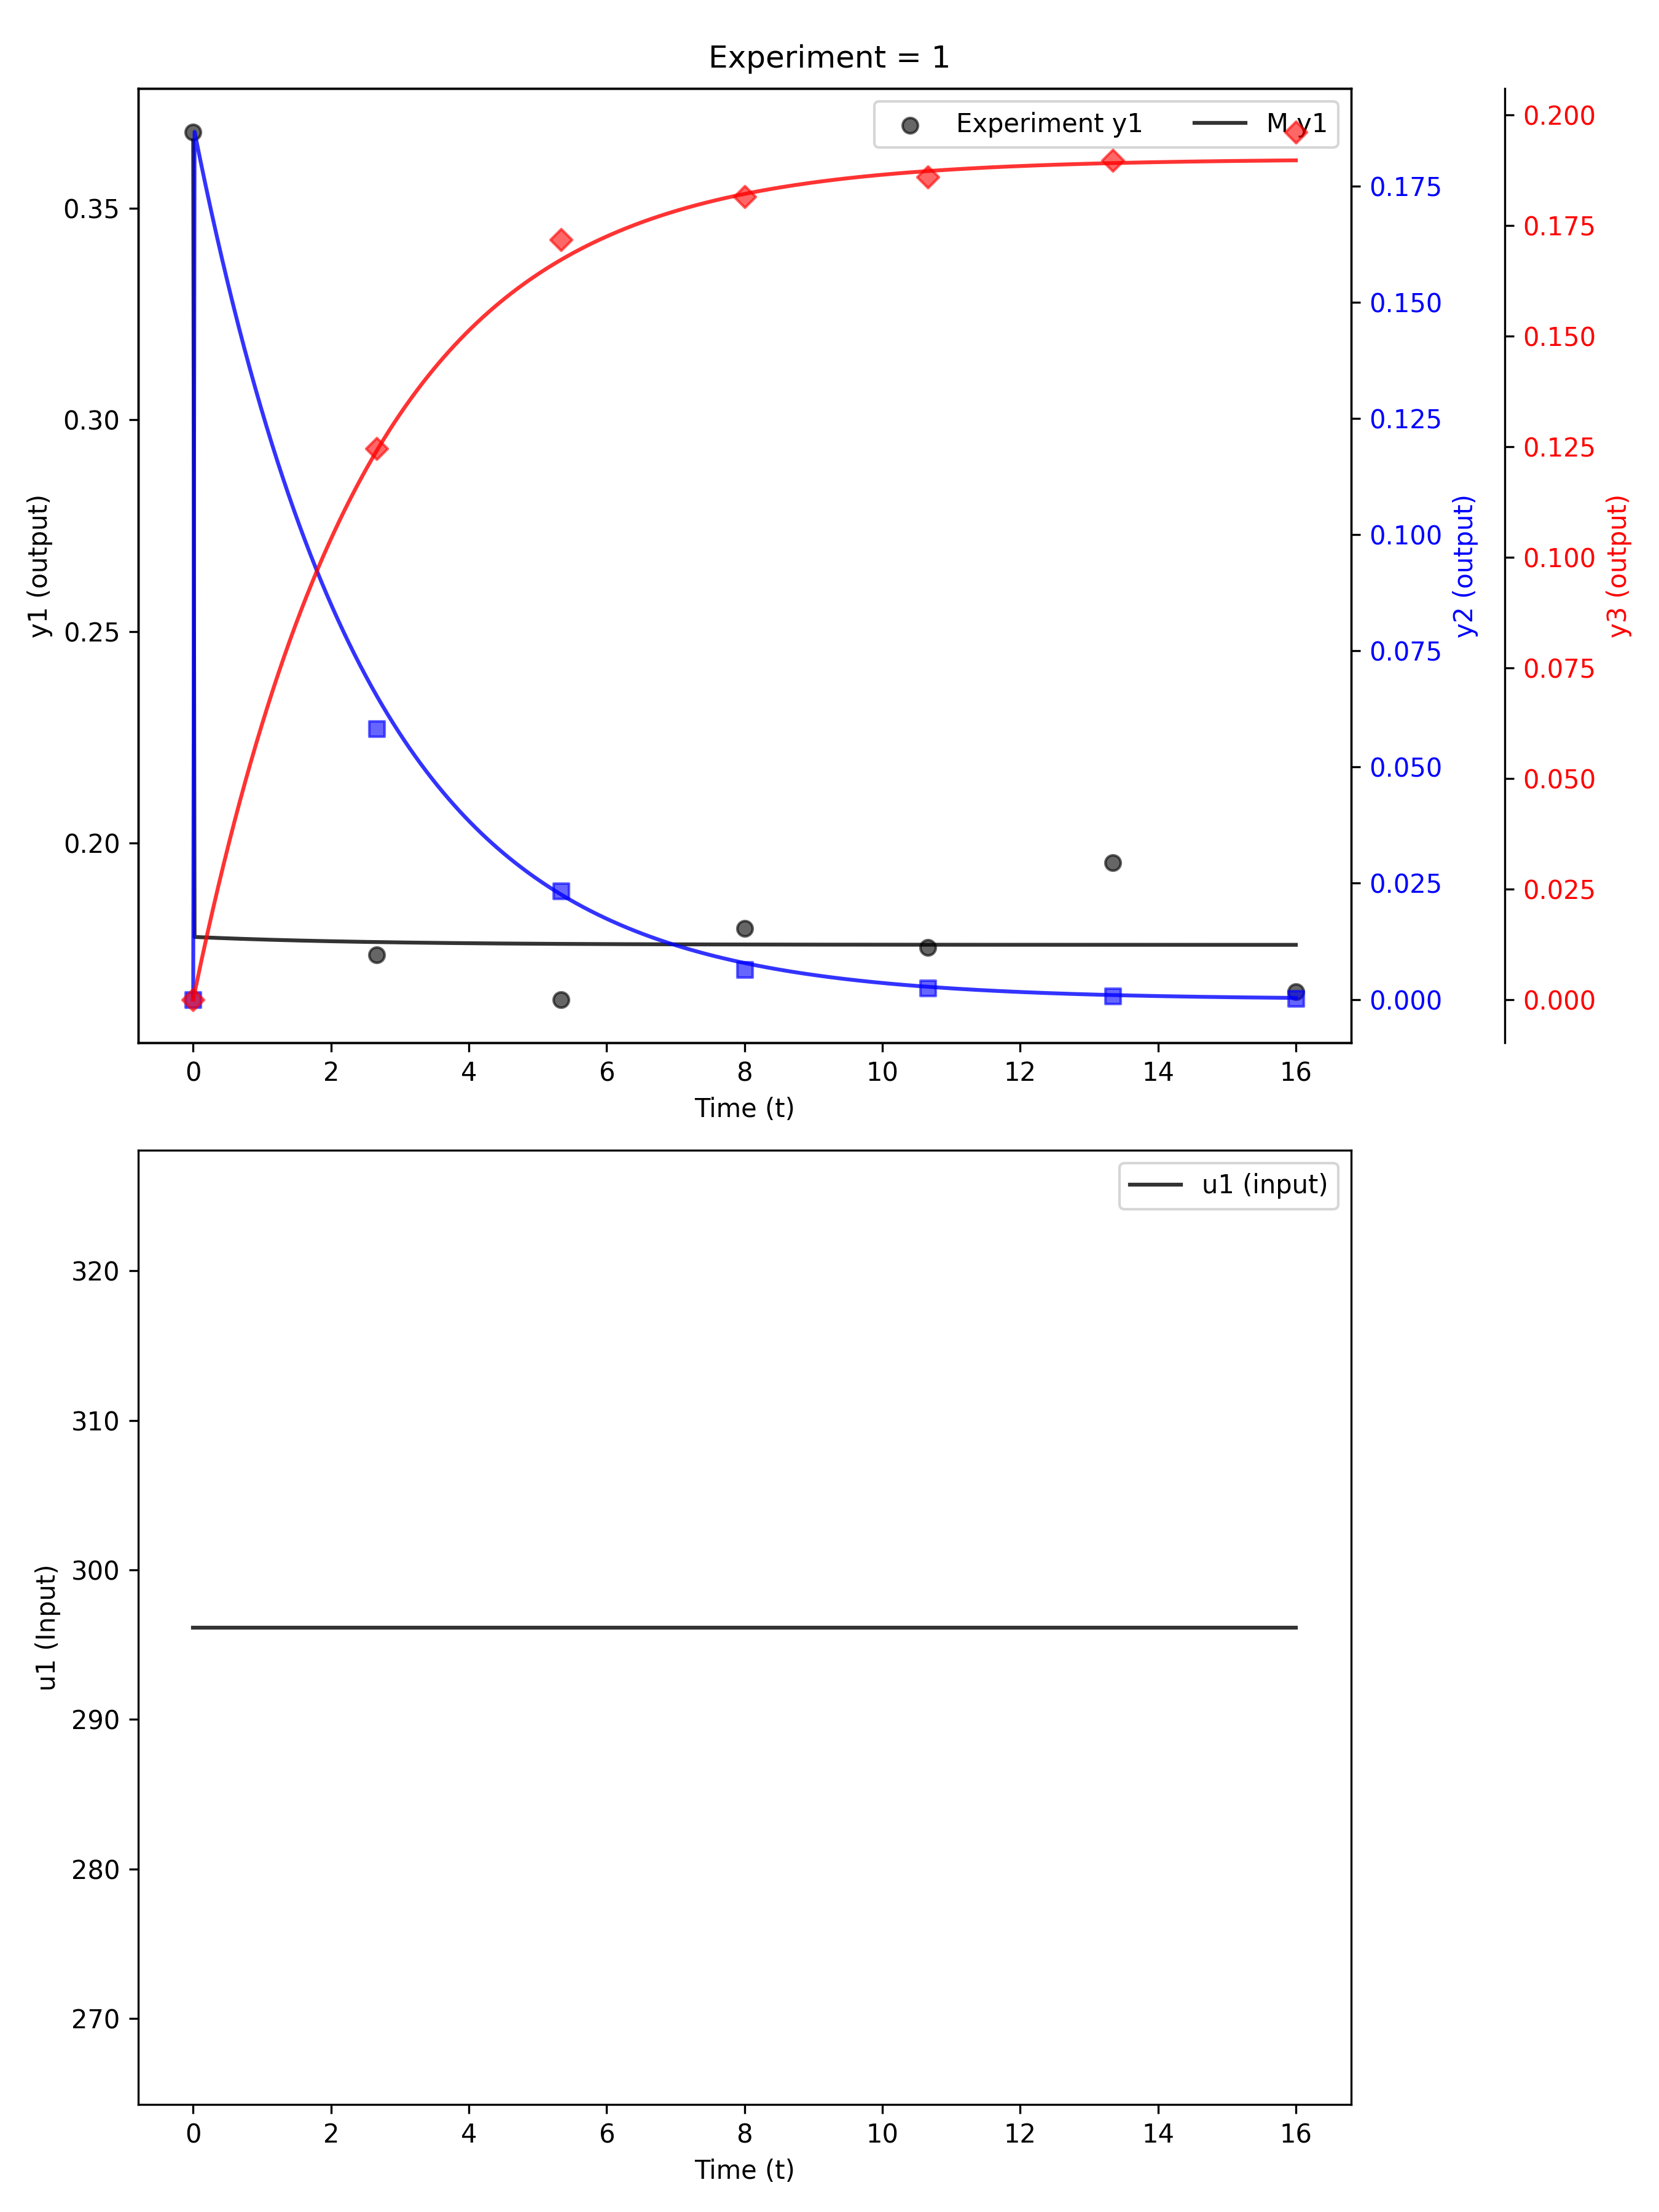 Experiment = 1
Experiment y1
M y1
0.35
0.30
0.25
0.20
y1 (output)
0.175
0.150
0.125
0.100
0.075
0.050
0.025
0.000
y2 (output)
0.200
0.175
0.150
0.125
0.100
0.075
0.050
0.025
0.000
y3 (output)
0 2 4 6 8 10 12 14 16
Time (t)
u1 (input)
320
310
300
290
280
270
u1 (Input)
0 2 4 6 8 10 12 14 16
Time (t)